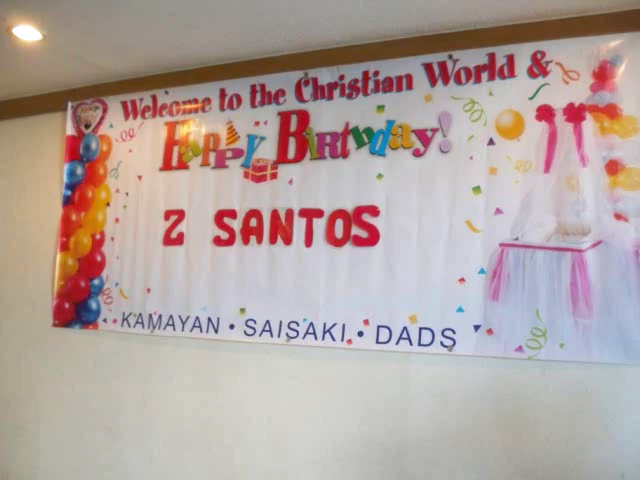 Welcome to the Christian World &
Happy Birthday!
Z SANTOS
KAMAYAN • SAISAKI • DADS